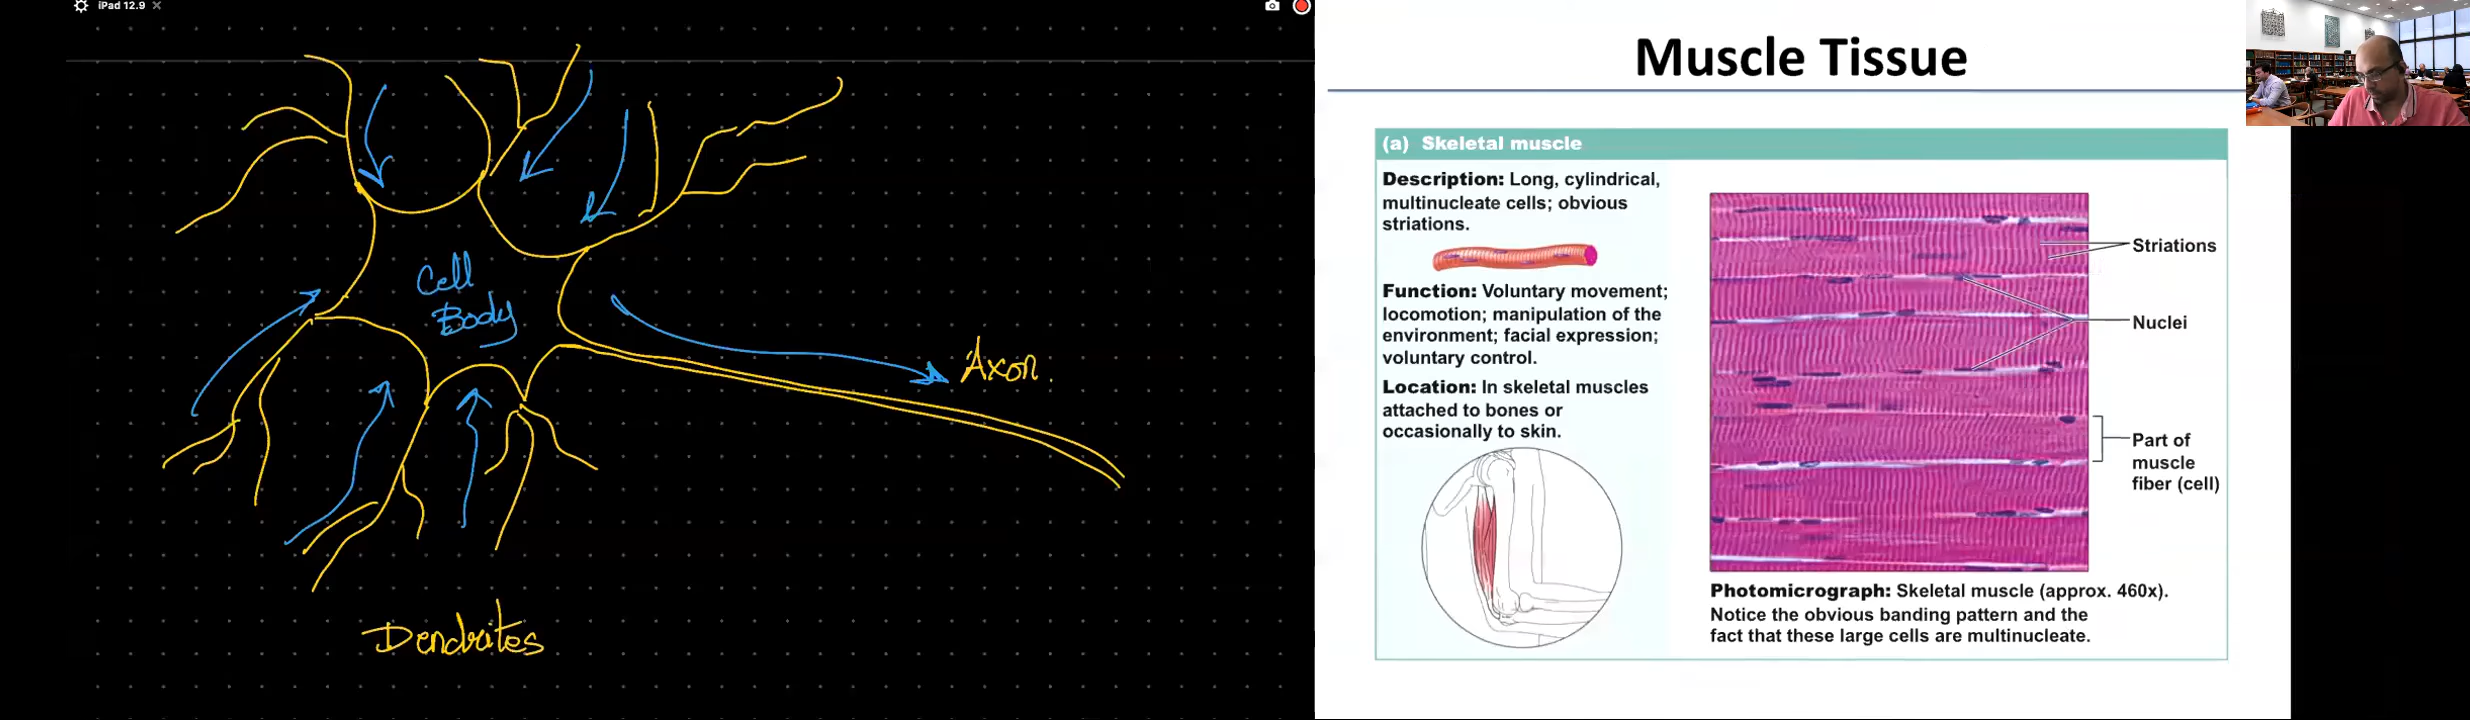 iPad 12.9
Cell
Body
Axon.
Dendrites
Muscle Tissue
(a) Skeletal muscle
Description: Long, cylindrical,
multinucleate cells; obvious
striations.
Function: Voluntary movement;
locomotion; manipulation of the
environment; facial expression;
voluntary control.
Location: In skeletal muscles
attached to bones or
occasionally to skin.
Striations
Nuclei
Part of
muscle
fiber (cell)
Photomicrograph: Skeletal muscle (approx. 460x).
Notice the obvious banding pattern and the
fact that these large cells are multinucleate.